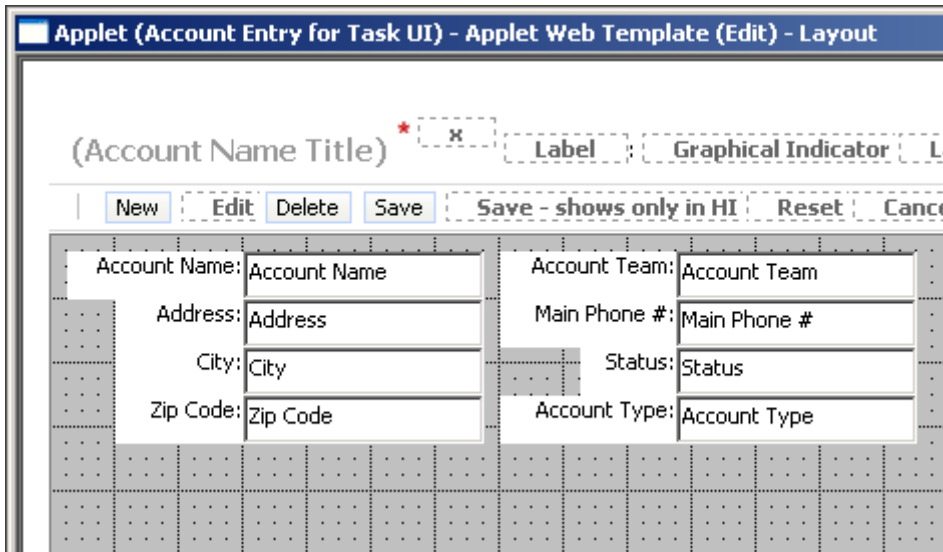 Applet (Account Entry for Task UI) - Applet Web Template (Edit) - Layout
(Account Name Title) * x Label : Graphical Indicator L
New Edit Delete Save Save - shows only in HI Reset Cance
Account Name: Account Name Account Team: Account Team
Address: Address Main Phone #: Main Phone #
City: City Status: Status
Zip Code: Zip Code Account Type: Account Type